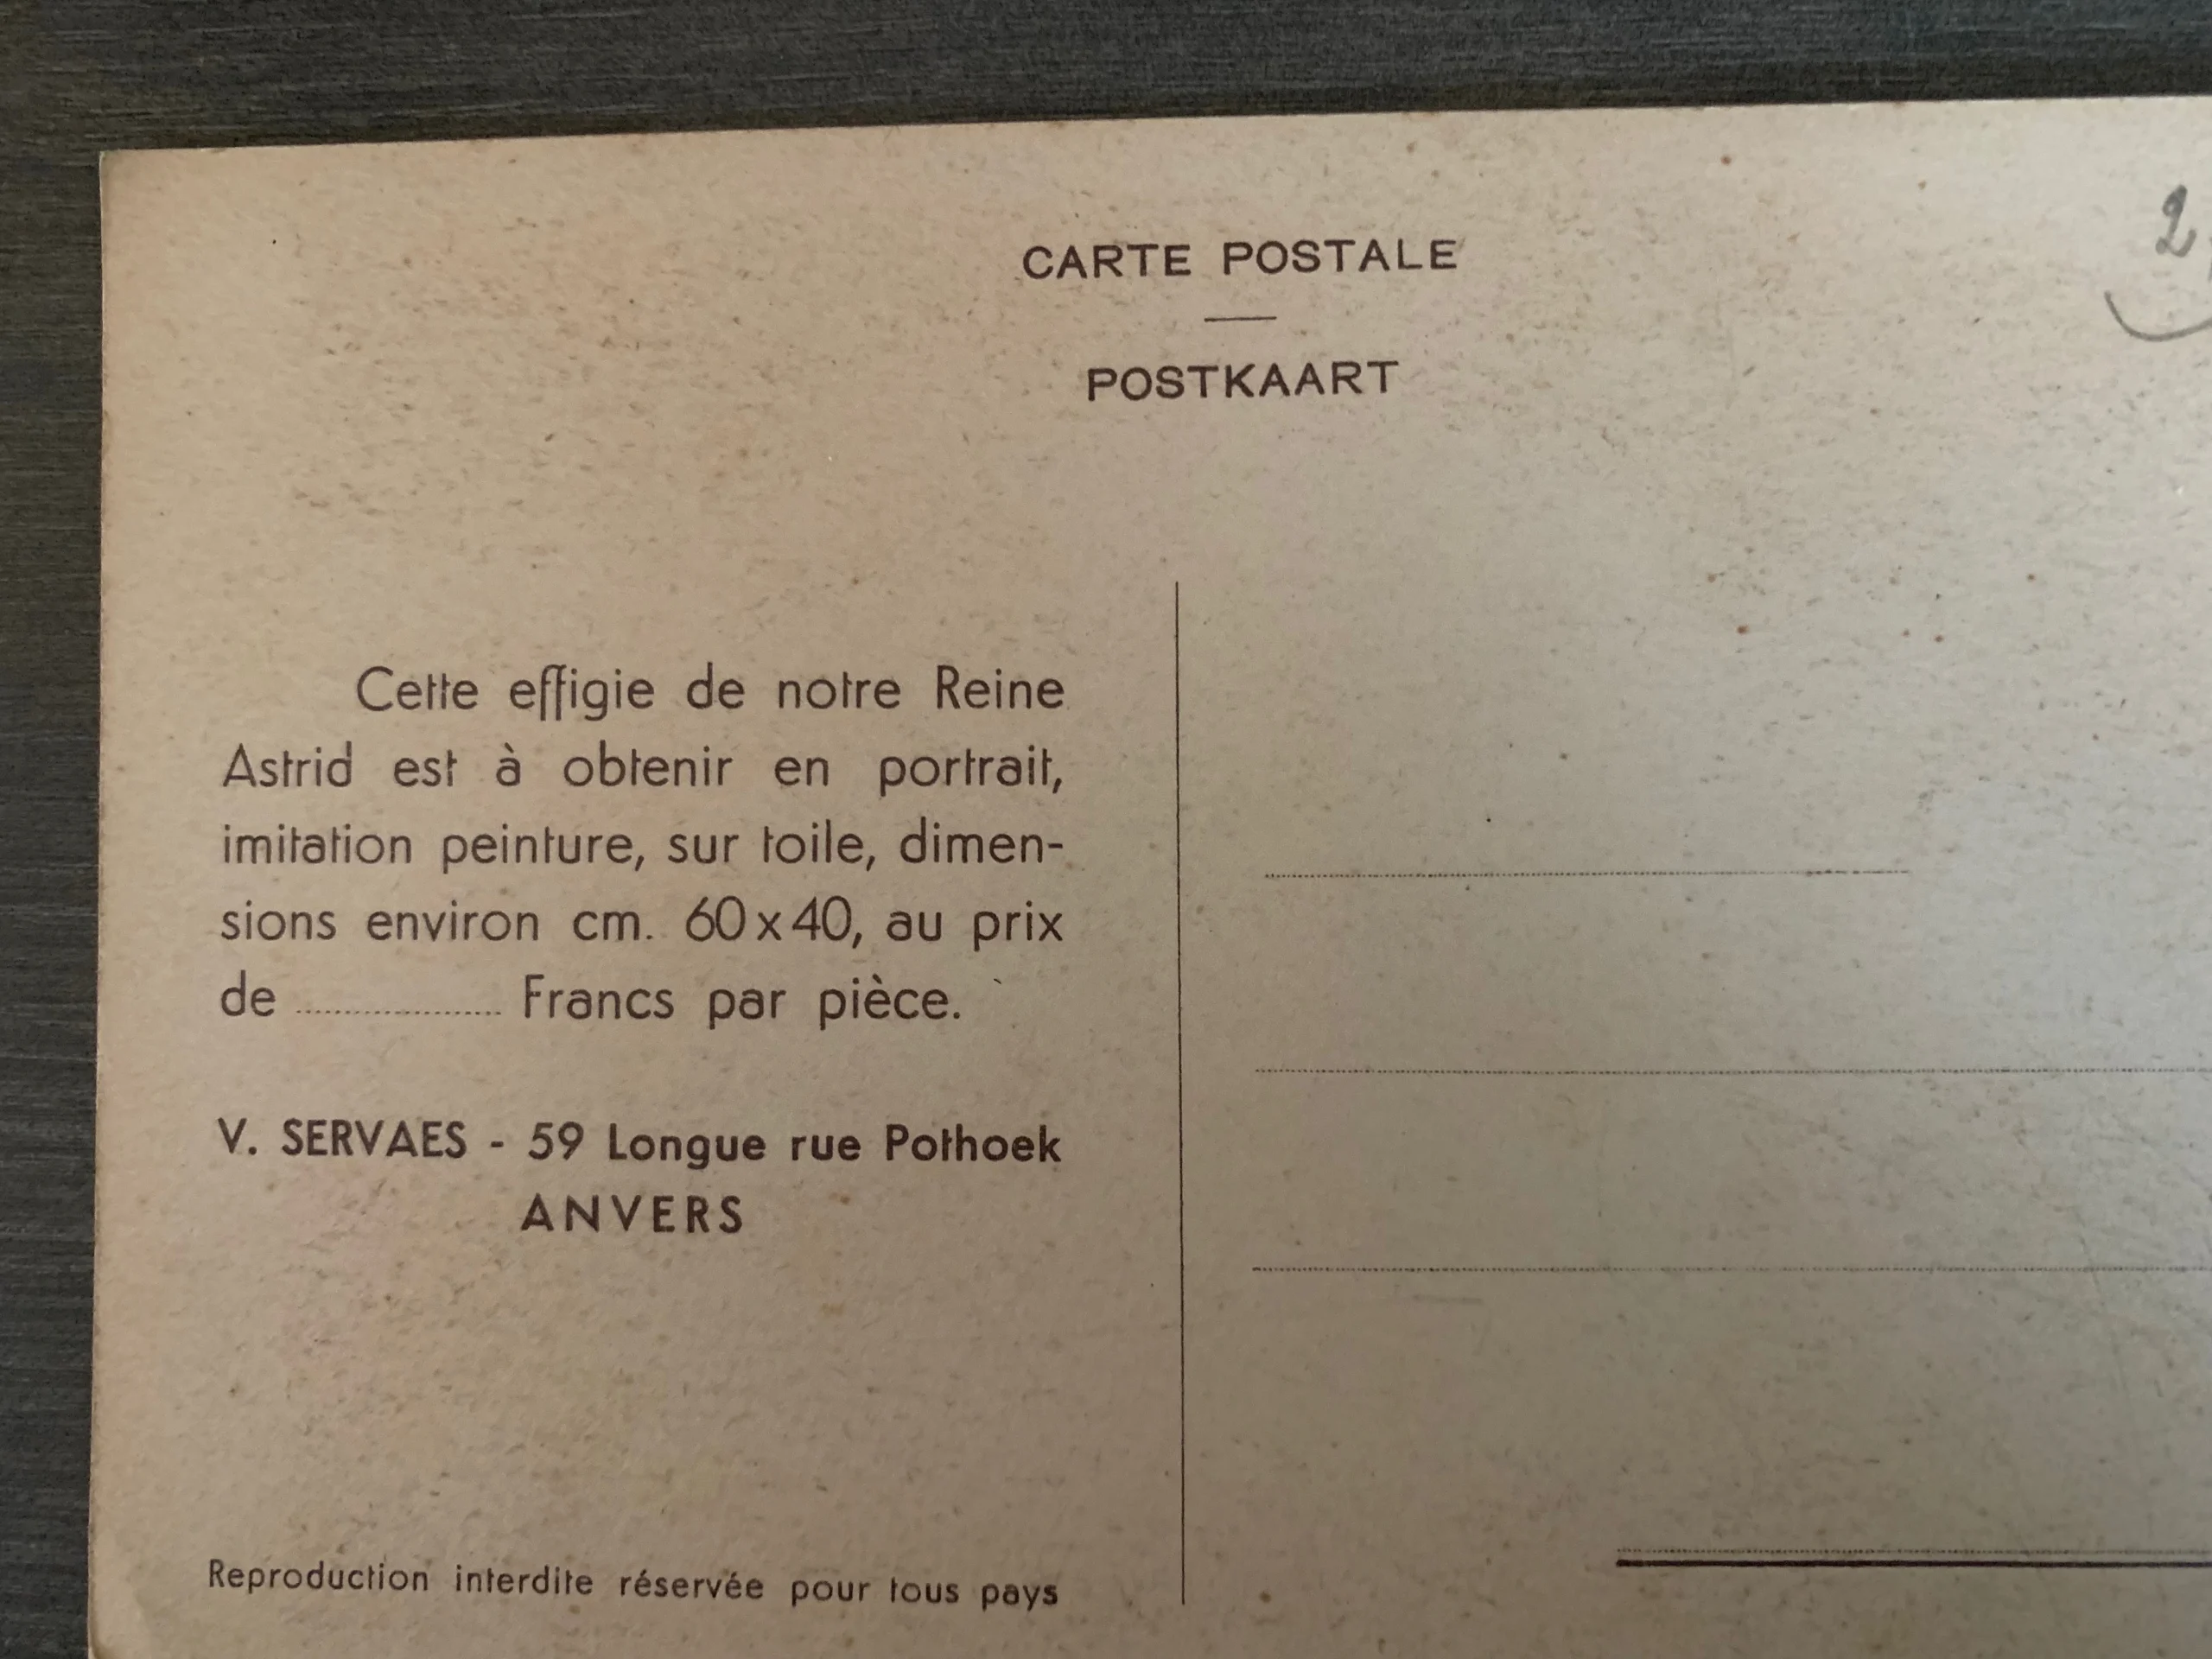 CARTE POSTALE
POSTKAART
Cette effigie de notre Reine
Astrid est à obtenir en portrait,
imitation peinture, sur toile, dimen-
sions environ cm. 60x40, au prix
de .................... Francs par pièce.
V. SERVAES - 59 Longue rue Pothoek
ANVERS
Reproduction interdite réservée pour tous pays